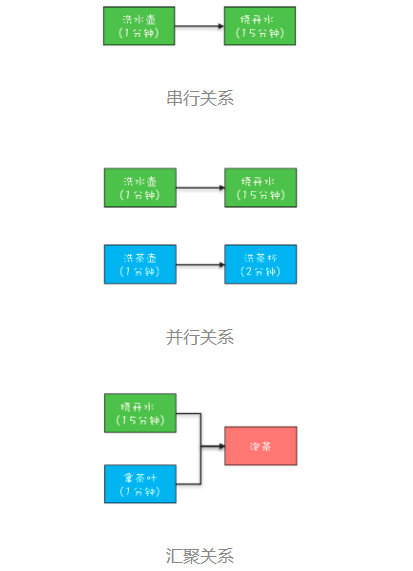 洗水壶
(1分钟)
烧开水
(15分钟)
串行关系
洗水壶
(1分钟)
烧开水
(15分钟)
洗茶壶
(1分钟)
洗茶杯
(2分钟)
并行关系
烧开水
(15分钟)
拿茶叶
(1分钟)
泡茶
汇聚关系